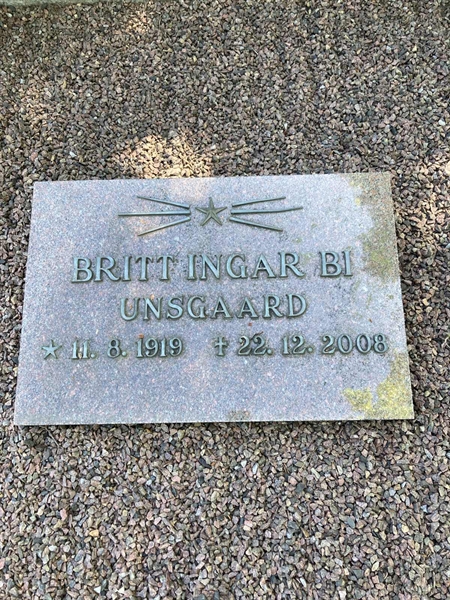 BRITT INGAR BI
UNSGAARD
★ 11. 8. 1919 ✝ 22. 12. 2008